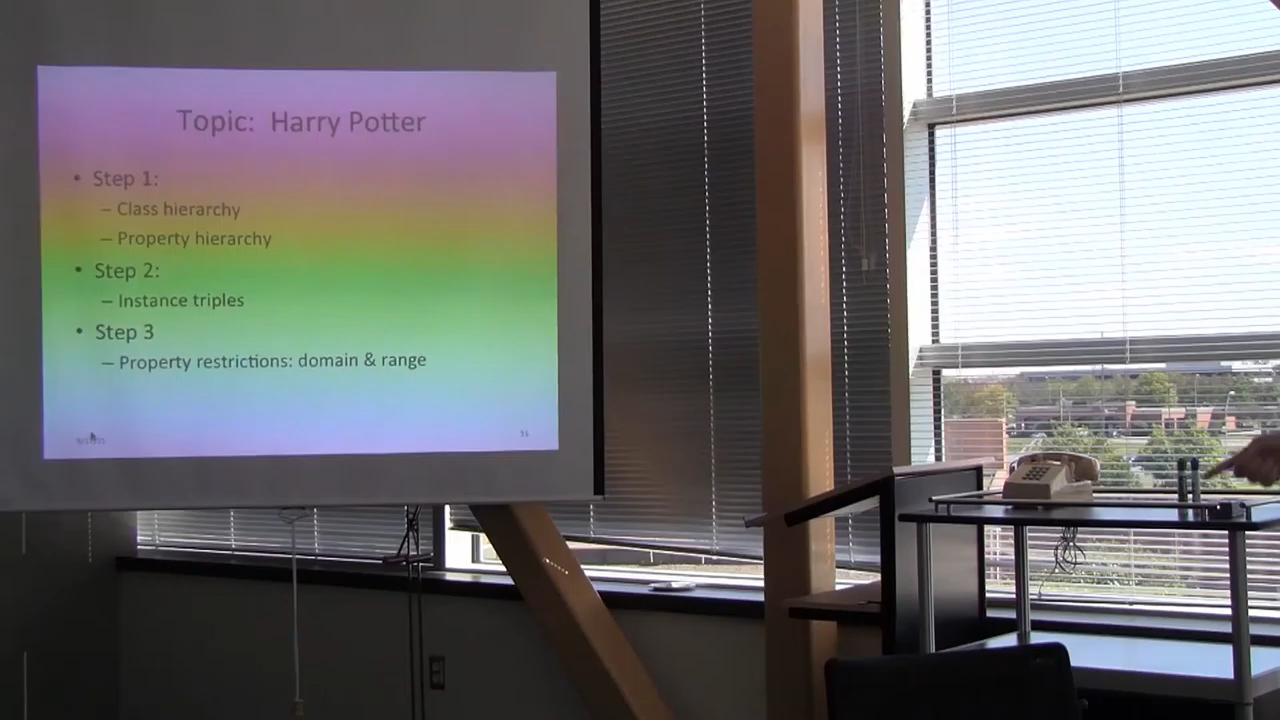 Topic:  Harry Potter
• Step 1:
– Class hierarchy
– Property hierarchy
• Step 2:
– Instance triples
• Step 3
– Property restrictions: domain & range